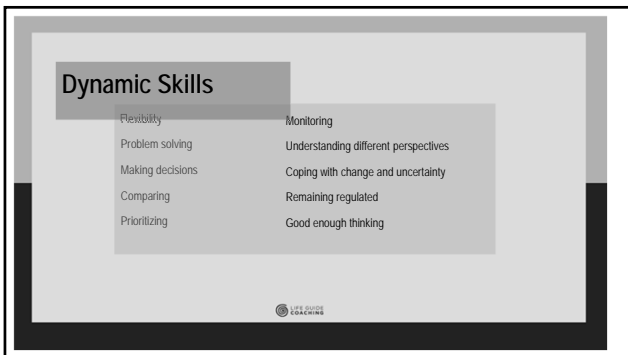 Dynamic Skills
Flexibility
Problem solving
Making decisions
Comparing
Prioritizing
Monitoring
Understanding different perspectives
Coping with change and uncertainty
Remaining regulated
Good enough thinking
LIFE GUIDE
COACHING